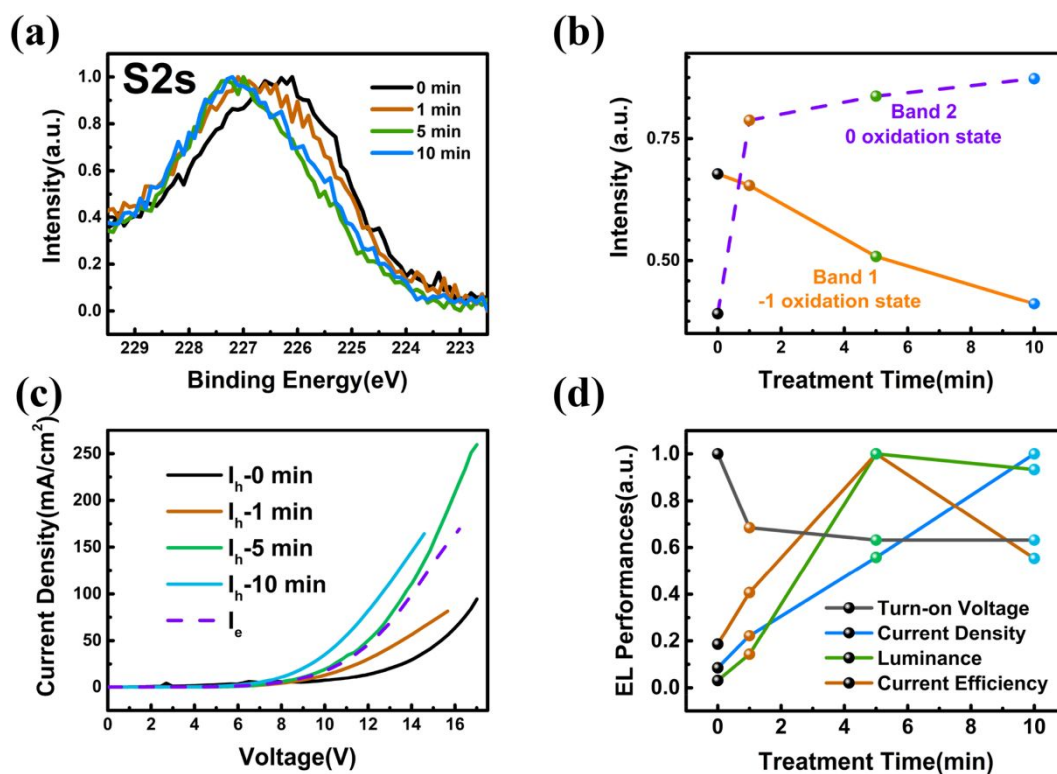 (a)
S2s
0 min
1 min
5 min
10 min
1.0
0.8
0.6
0.4
0.2
0.0
Intensity(a.u.)
229 228 227 226 225 224 223
Binding Energy(eV)
(b)
0.75
0.50
Intensity (a.u.)
Band 2
0 oxidation state
Band 1
-1 oxidation state
0 2 4 6 8 10
Treatment Time(min)
(c)
250
200
150
100
50
0
Current Density(mA/cm²)
Iₕ-0 min
Iₕ-1 min
Iₕ-5 min
Iₕ-10 min
Iₑ
0 2 4 6 8 10 12 14 16
Voltage(V)
(d)
1.0
0.8
0.6
0.4
0.2
0.0
EL Performances(a.u.)
Turn-on Voltage
Current Density
Luminance
Current Efficiency
0 2 4 6 8 10
Treatment Time(min)